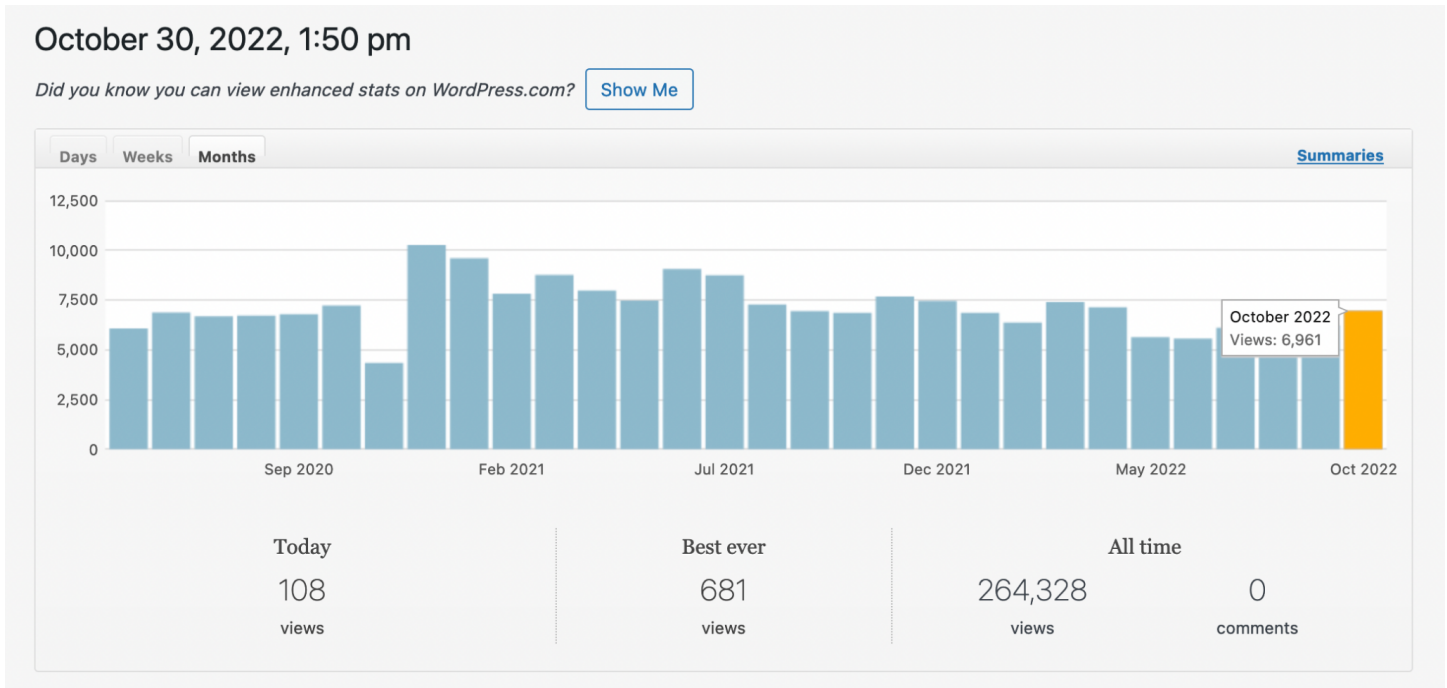 October 30, 2022, 1:50 pm
Did you know you can view enhanced stats on WordPress.com? Show Me
Days Weeks Months Summaries
12,500
10,000
7,500
October 2022
Views: 6,961
5,000
2,500
0
Sep 2020 Feb 2021 Jul 2021 Dec 2021 May 2022 Oct 2022
Today Best ever All time
108 681 264,328 0
views views views comments